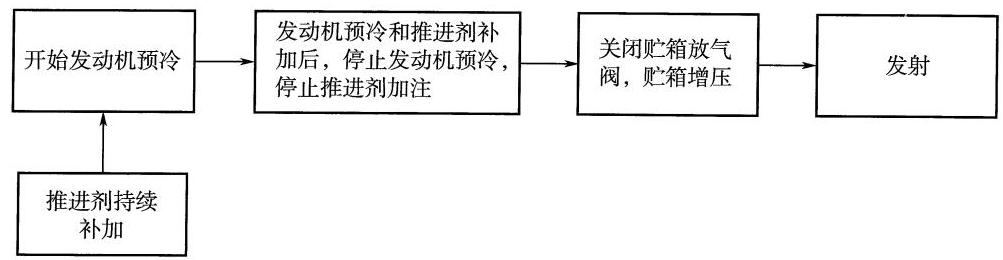 开始发动机预冷
发动机预冷和推进剂补
加后，停止发动机预冷，
停止推进剂加注
关闭贮箱放气
阀，贮箱增压
发射
推进剂持续
补加